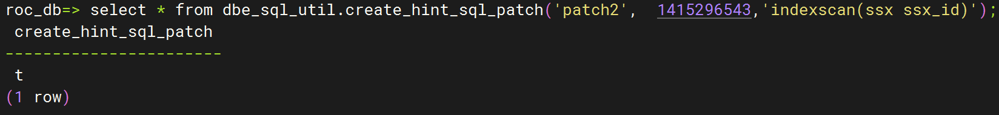 roc_db=> select * from dbe_sql_util.create_hint_sql_patch('patch2',  1415296543,'indexscan(ssx ssx_id)');
create_hint_sql_patch
-----------------------
t
(1 row)